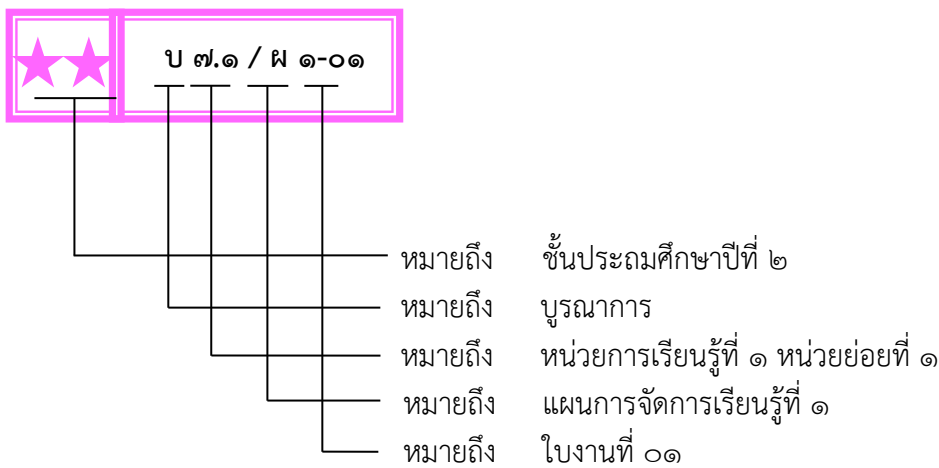 บ ๗.๑ / ผ ๑-๐๑
หมายถึง ชั้นประถมศึกษาปีที่ ๒
หมายถึง บูรณาการ
หมายถึง หน่วยการเรียนรู้ที่ ๑ หน่วยย่อยที่ ๑
หมายถึง แผนการจัดการเรียนรู้ที่ ๑
หมายถึง ใบงานที่ ๐๑